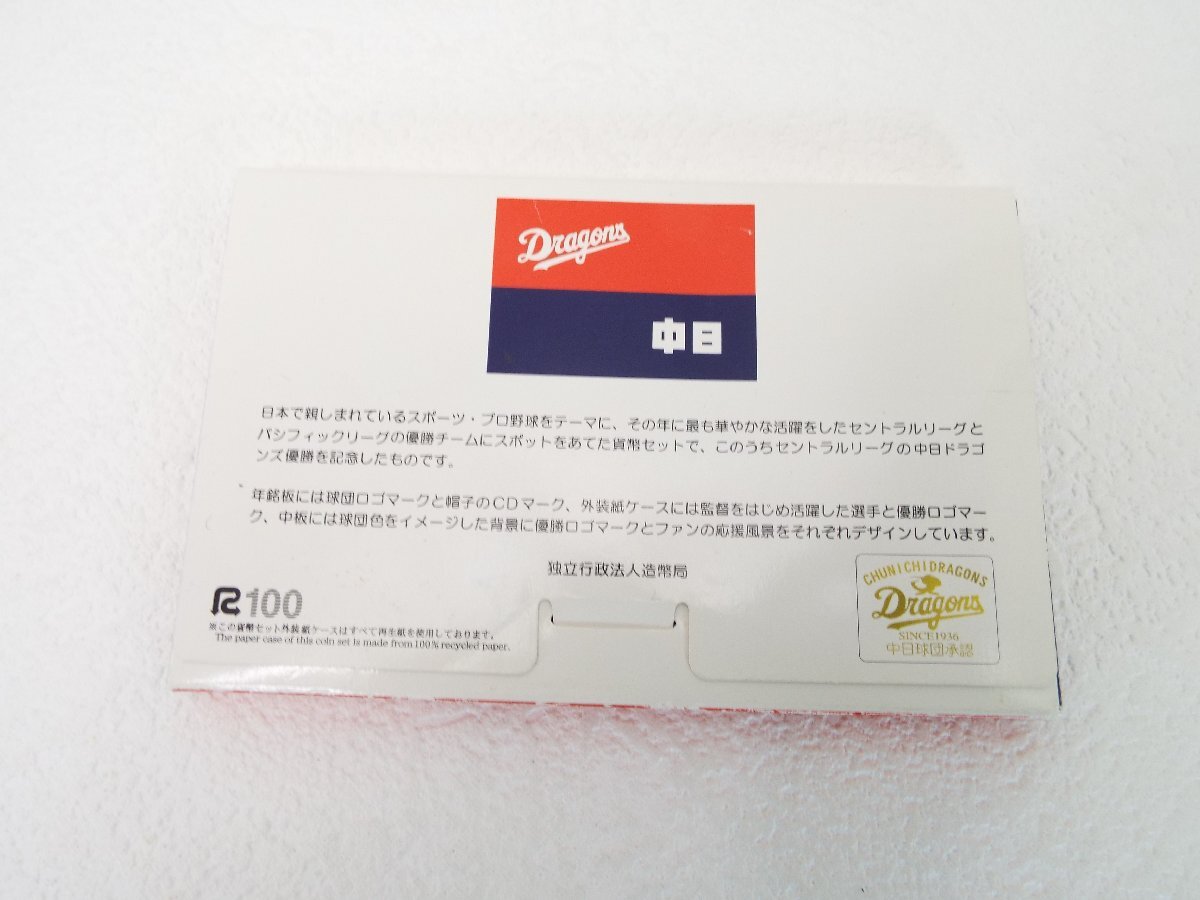 Dragons
中日
日本で親しまれているスポーツ・プロ野球をテーマに、その年に最も華やかな活躍をしたセントラルリーグと
パシフィックリーグの優勝チームにスポットをあてた貨幣セットで、このうちセントラルリーグの中日ドラゴ
ンズ優勝を記念したものです。
年銘板には球団ロゴマークと帽子のCDマーク、外装紙ケースには監督をはじめ活躍した選手と優勝ロゴマー
ク、中板には球団色をイメージした背景に優勝ロゴマークとファンの応援風景をそれぞれデザインしています。
独立行政法人造幣局
R100
※この貨幣セット外装紙ケースはすべて再生紙を使用しております。
The paper case of this coin set is made from 100% recycled paper.
CHUNICHI DRAGONS
Dragons
SINCE 1936
中日球団承認